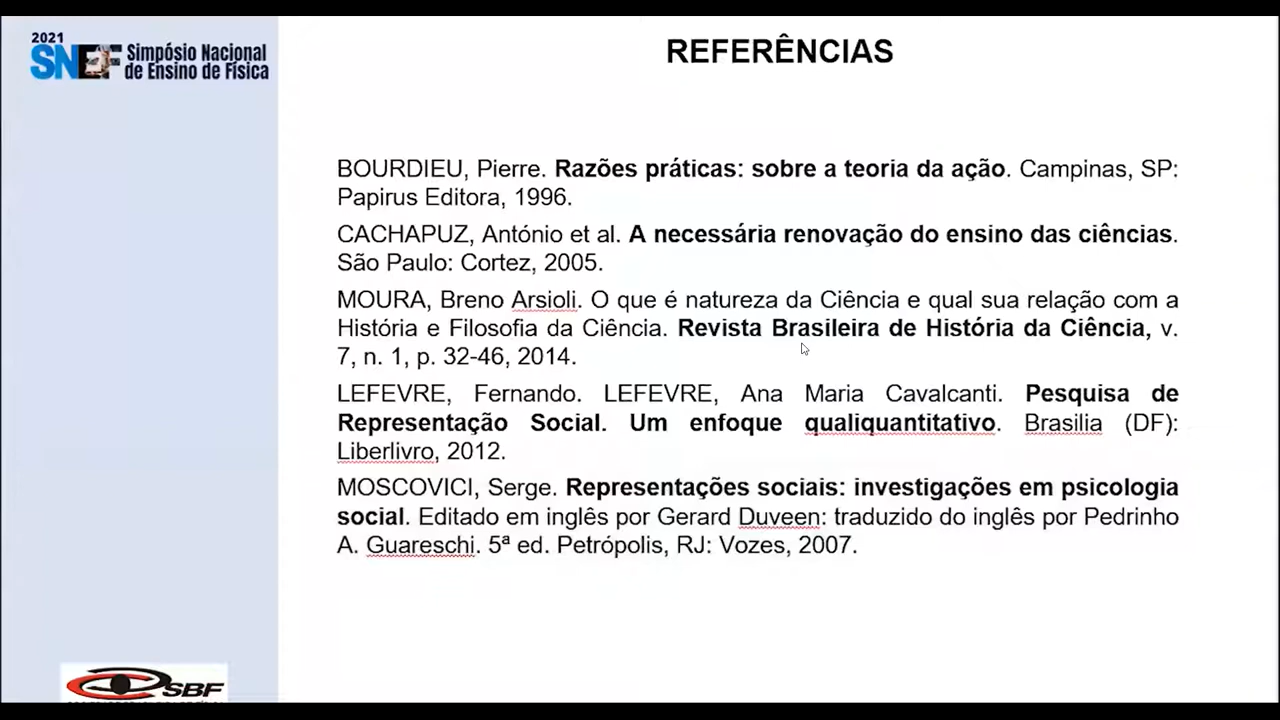 2021
SNEF Simpósio Nacional
de Ensino de Física
REFERÊNCIAS
BOURDIEU, Pierre. Razões práticas: sobre a teoria da ação. Campinas, SP:
Papirus Editora, 1996.
CACHAPUZ, António et al. A necessária renovação do ensino das ciências.
São Paulo: Cortez, 2005.
MOURA, Breno Arsioli. O que é natureza da Ciência e qual sua relação com a
História e Filosofia da Ciência. Revista Brasileira de História da Ciência, v.
7, n. 1, p. 32-46, 2014.
LEFEVRE, Fernando. LEFEVRE, Ana Maria Cavalcanti. Pesquisa de
Representação Social. Um enfoque qualiquantitativo. Brasilia (DF):
Liberlivro, 2012.
MOSCOVICI, Serge. Representações sociais: investigações em psicologia
social. Editado em inglês por Gerard Duveen: traduzido do inglês por Pedrinho
A. Guareschi. 5ª ed. Petrópolis, RJ: Vozes, 2007.
SBF